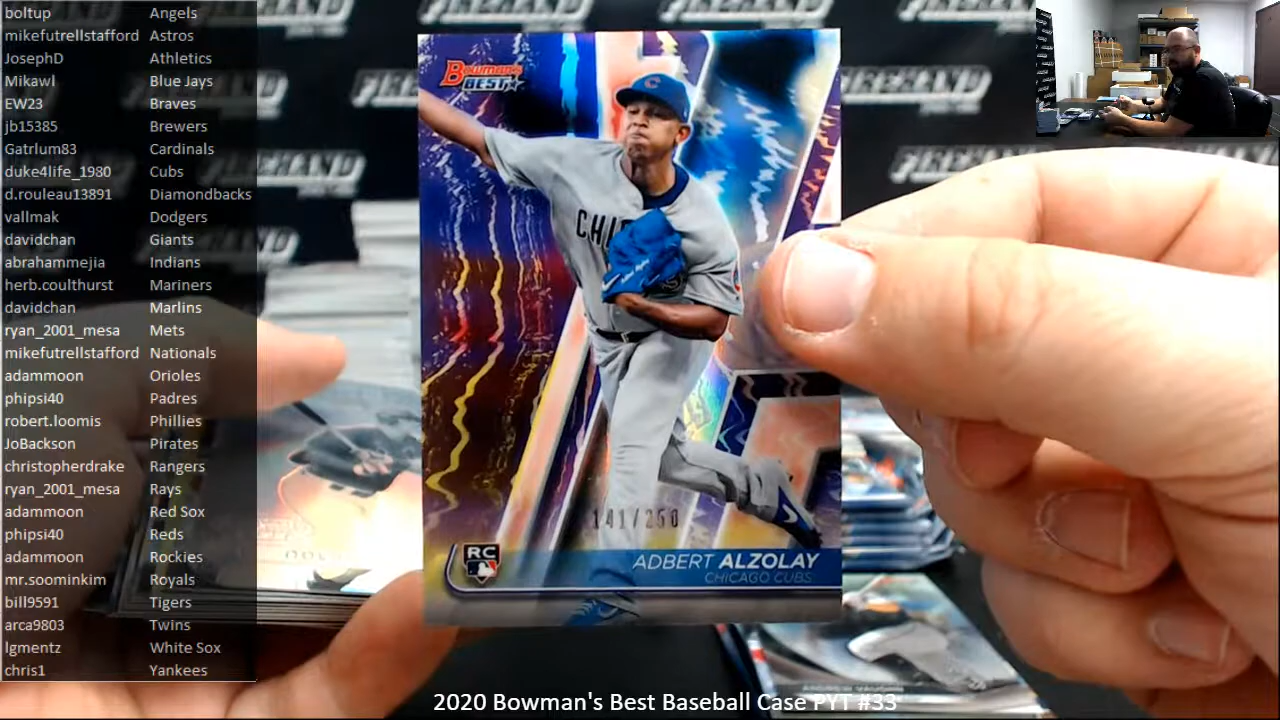 boltup Angels
mikefutrellstafford Astros
JosephD Athletics
Mikawl Blue Jays
EW23 Braves
jb15385 Brewers
Gatrlum83 Cardinals
duke4life_1980 Cubs
d.rouleau13891 Diamondbacks
vallmak Dodgers
davidchan Giants
abrahammejia Indians
herb.coulthurst Mariners
davidchan Marlins
ryan_2001_mesa Mets
mikefutrellstafford Nationals
adammoon Orioles
phipsi40 Padres
robert.loomis Phillies
JoBackson Pirates
christopherdrake Rangers
ryan_2001_mesa Rays
adammoon Red Sox
phipsi40 Reds
adammoon Rockies
mr.soominkim Royals
bill9591 Tigers
arca9803 Twins
lgmentz White Sox
chris1 Yankees
FIREHAND
FIREHAND
Bowman's
BEST
C
CHI
141/250
RC
ADBERT ALZOLAY
CHICAGO CUBS
2020 Bowman's Best Baseball Case PYT #33